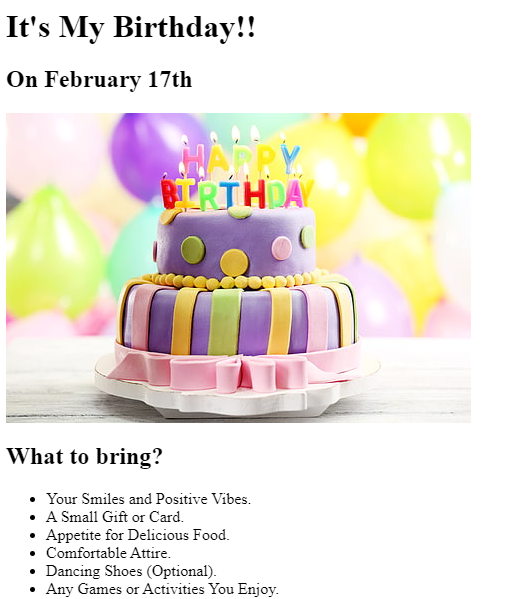 It's My Birthday!!
On February 17th
HAPPY
BIRTHDAY
What to bring?
Your Smiles and Positive Vibes.
A Small Gift or Card.
Appetite for Delicious Food.
Comfortable Attire.
Dancing Shoes (Optional).
Any Games or Activities You Enjoy.